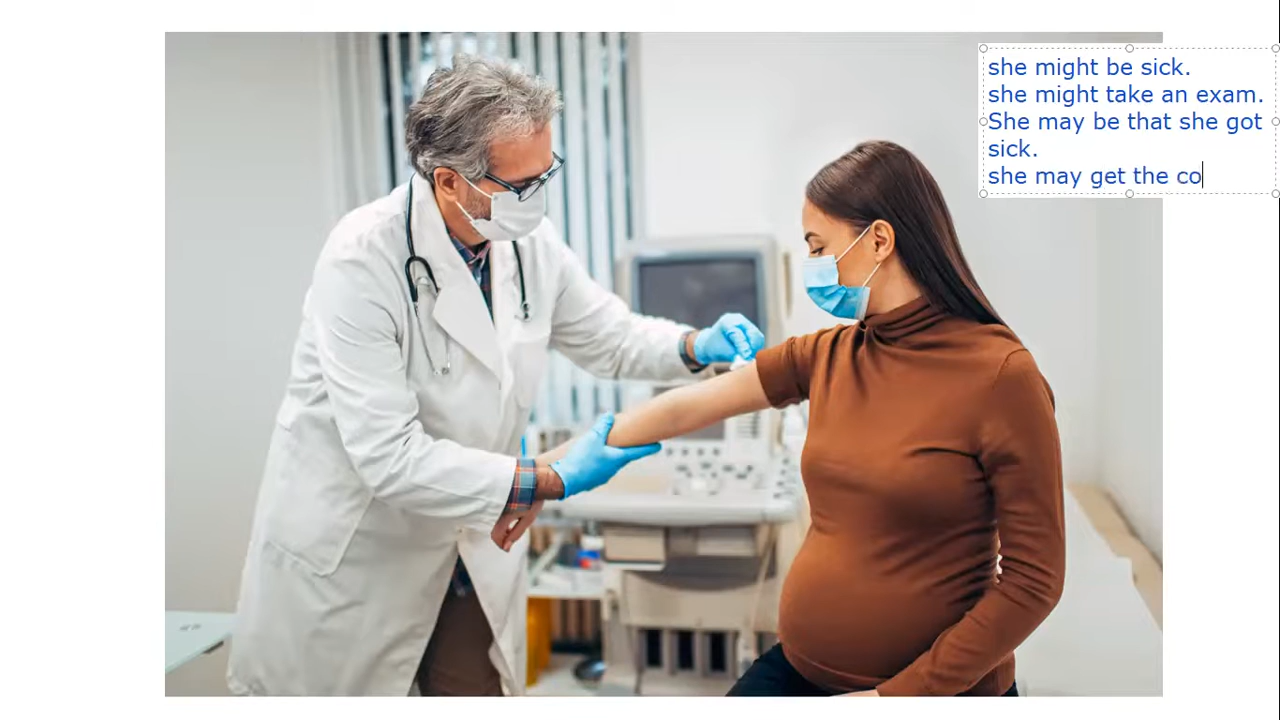 she might be sick.
she might take an exam.
She may be that she got
sick.
she may get the co